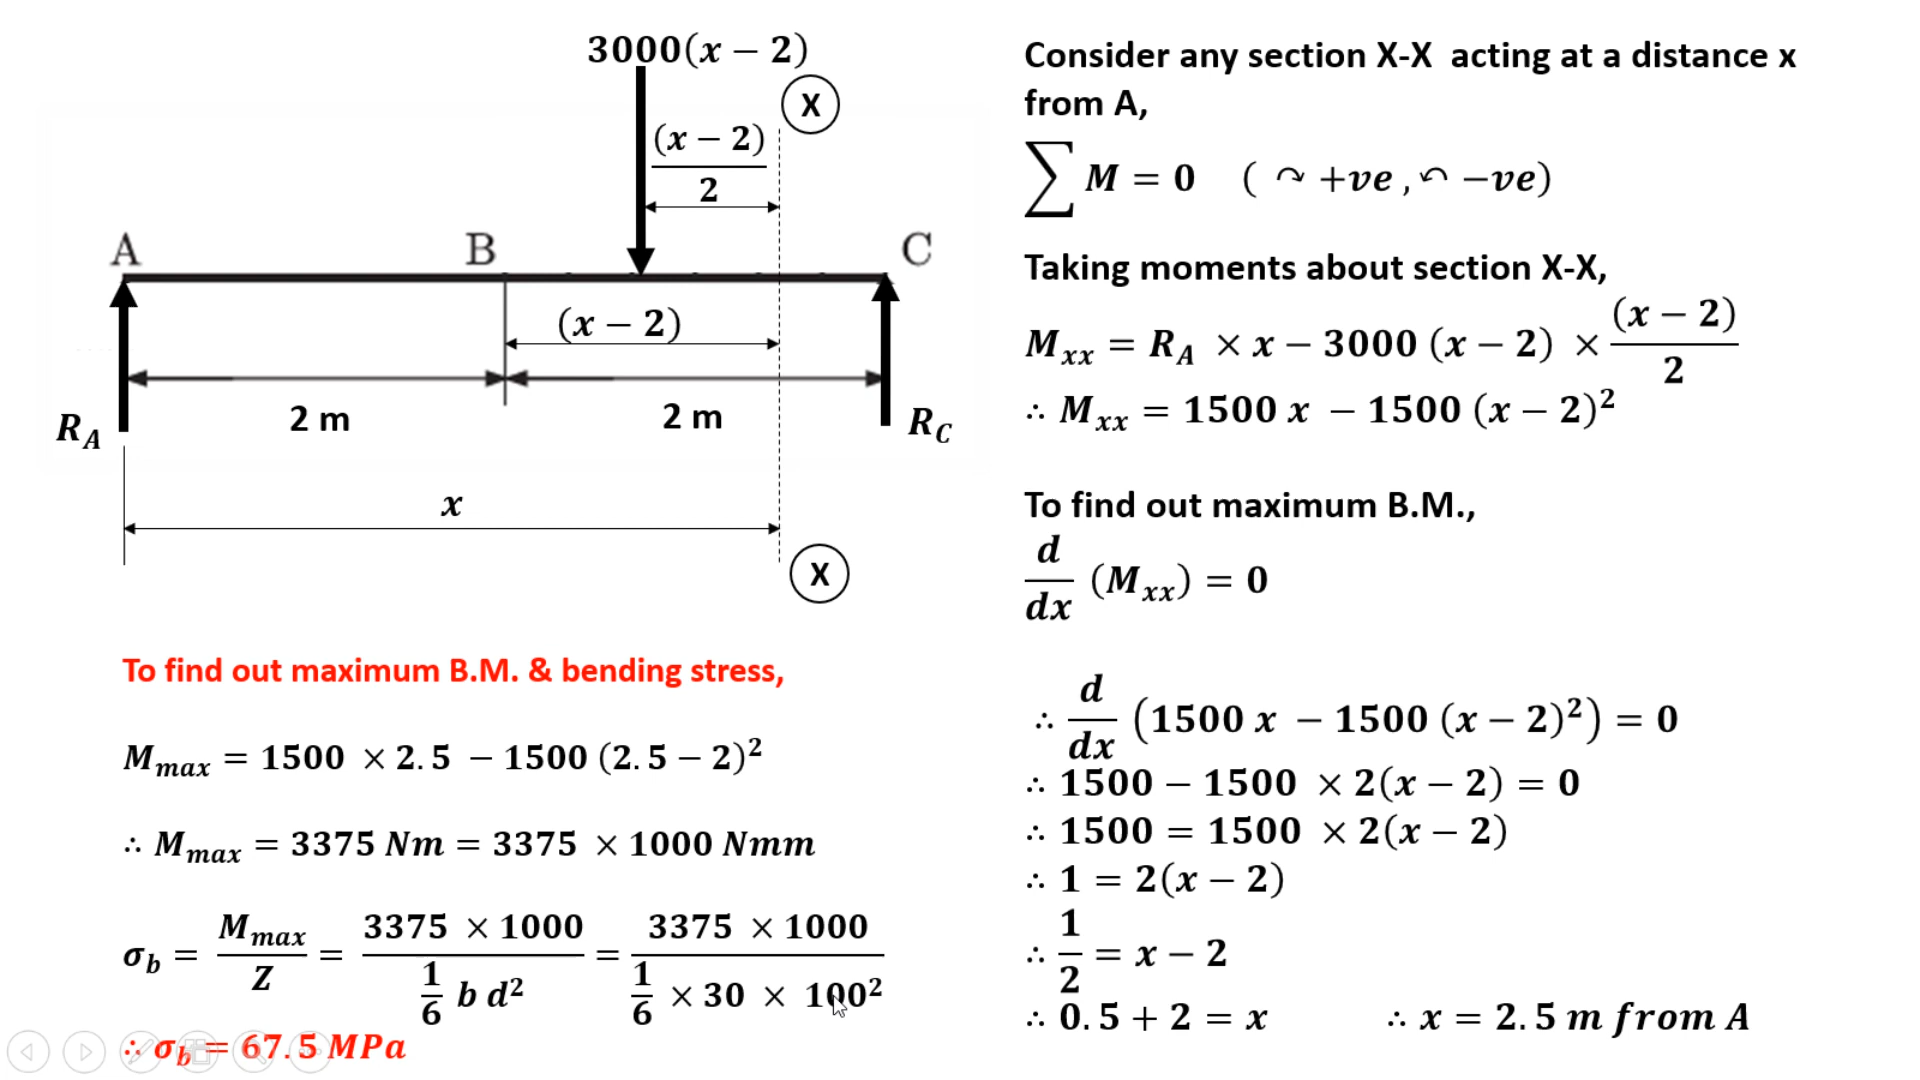 3000(x − 2)
X
(x − 2)
2
A
B
C
(x − 2)
2 m
2 m
R_A
R_C
x
X
To find out maximum B.M. & bending stress,
M_max = 1500 × 2.5 − 1500 (2.5 − 2)²
∴ M_max = 3375 Nm = 3375 × 1000 Nmm
σ_b = M_max / Z = 3375 × 1000 / (1/6 b d²) = 3375 × 1000 / (1/6 × 30 × 100²)
∴ σ_b = 67.5 MPa
Consider any section X-X acting at a distance x
from A,
∑ M = 0 ( ↷ +ve , ↶ −ve)
Taking moments about section X-X,
M_xx = R_A × x − 3000 (x − 2) × (x − 2) / 2
∴ M_xx = 1500 x − 1500 (x − 2)²
To find out maximum B.M.,
d/dx (M_xx) = 0
∴ d/dx (1500 x − 1500 (x − 2)²) = 0
∴ 1500 − 1500 × 2(x − 2) = 0
∴ 1500 = 1500 × 2(x − 2)
∴ 1 = 2(x − 2)
∴ 1/2 = x − 2
∴ 0.5 + 2 = x ∴ x = 2.5 m from A